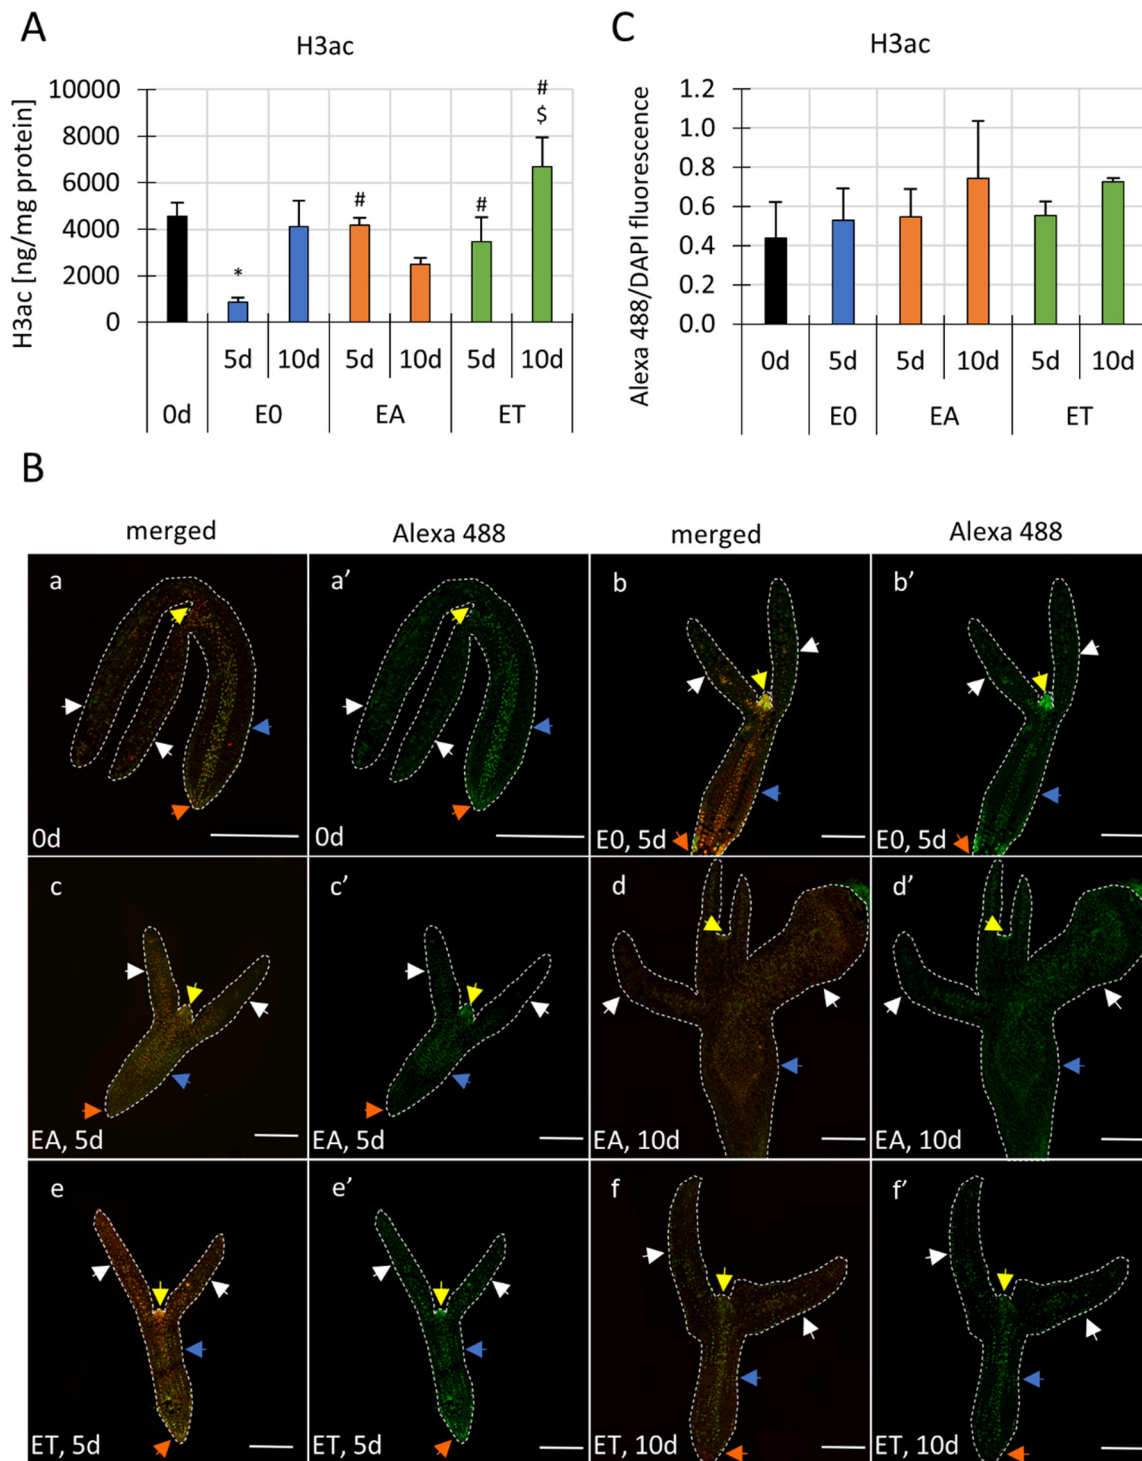 A
H3ac
H3ac [ng/mg protein]
10000
8000
6000
4000
2000
0
*
#
#
#
$
5d 10d 5d 10d 5d 10d
0d E0 EA ET
C
H3ac
Alexa 488/DAPI fluorescence
1.2
1.0
0.8
0.6
0.4
0.2
0.0
0d 5d 5d 10d 5d 10d
E0 EA ET
B
merged Alexa 488 merged Alexa 488
a a' b b'
0d 0d E0, 5d E0, 5d
c c' d d'
EA, 5d EA, 5d EA, 10d EA, 10d
e e' f f'
ET, 5d ET, 5d ET, 10d ET, 10d